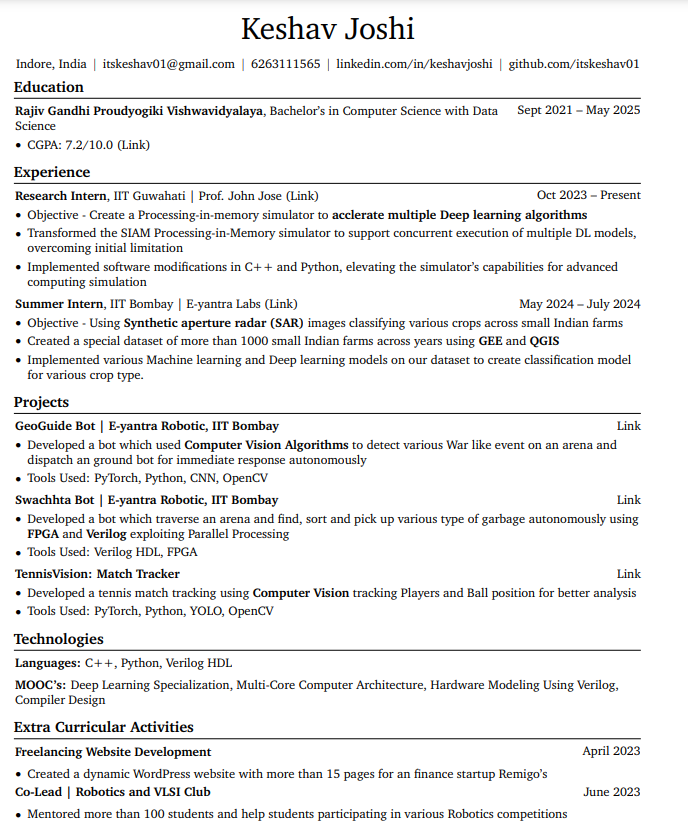 Keshav Joshi
Indore, India | itskeshav01@gmail.com | 6263111565 | linkedin.com/in/keshavjoshi | github.com/itskeshav01
Education
Rajiv Gandhi Proudyogiki Vishwavidyalaya, Bachelor's in Computer Science with Data Sept 2021 – May 2025
Science
• CGPA: 7.2/10.0 (Link)
Experience
Research Intern, IIT Guwahati | Prof. John Jose (Link) Oct 2023 – Present
• Objective - Create a Processing-in-memory simulator to acclerate multiple Deep learning algorithms
• Transformed the SIAM Processing-in-Memory simulator to support concurrent execution of multiple DL models,
overcoming initial limitation
• Implemented software modifications in C++ and Python, elevating the simulator's capabilities for advanced
computing simulation
Summer Intern, IIT Bombay | E-yantra Labs (Link) May 2024 – July 2024
• Objective - Using Synthetic aperture radar (SAR) images classifying various crops across small Indian farms
• Created a special dataset of more than 1000 small Indian farms across years using GEE and QGIS
• Implemented various Machine learning and Deep learning models on our dataset to create classification model
for various crop type.
Projects
GeoGuide Bot | E-yantra Robotic, IIT Bombay Link
• Developed a bot which used Computer Vision Algorithms to detect various War like event on an arena and
dispatch an ground bot for immediate response autonomously
• Tools Used: PyTorch, Python, CNN, OpenCV
Swachhta Bot | E-yantra Robotic, IIT Bombay Link
• Developed a bot which traverse an arena and find, sort and pick up various type of garbage autonomously using
FPGA and Verilog exploiting Parallel Processing
• Tools Used: Verilog HDL, FPGA
TennisVision: Match Tracker Link
• Developed a tennis match tracking using Computer Vision tracking Players and Ball position for better analysis
• Tools Used: PyTorch, Python, YOLO, OpenCV
Technologies
Languages: C++, Python, Verilog HDL
MOOC's: Deep Learning Specialization, Multi-Core Computer Architecture, Hardware Modeling Using Verilog,
Compiler Design
Extra Curricular Activities
Freelancing Website Development April 2023
• Created a dynamic WordPress website with more than 15 pages for an finance startup Remigo's
Co-Lead | Robotics and VLSI Club June 2023
• Mentored more than 100 students and help students participating in various Robotics competitions